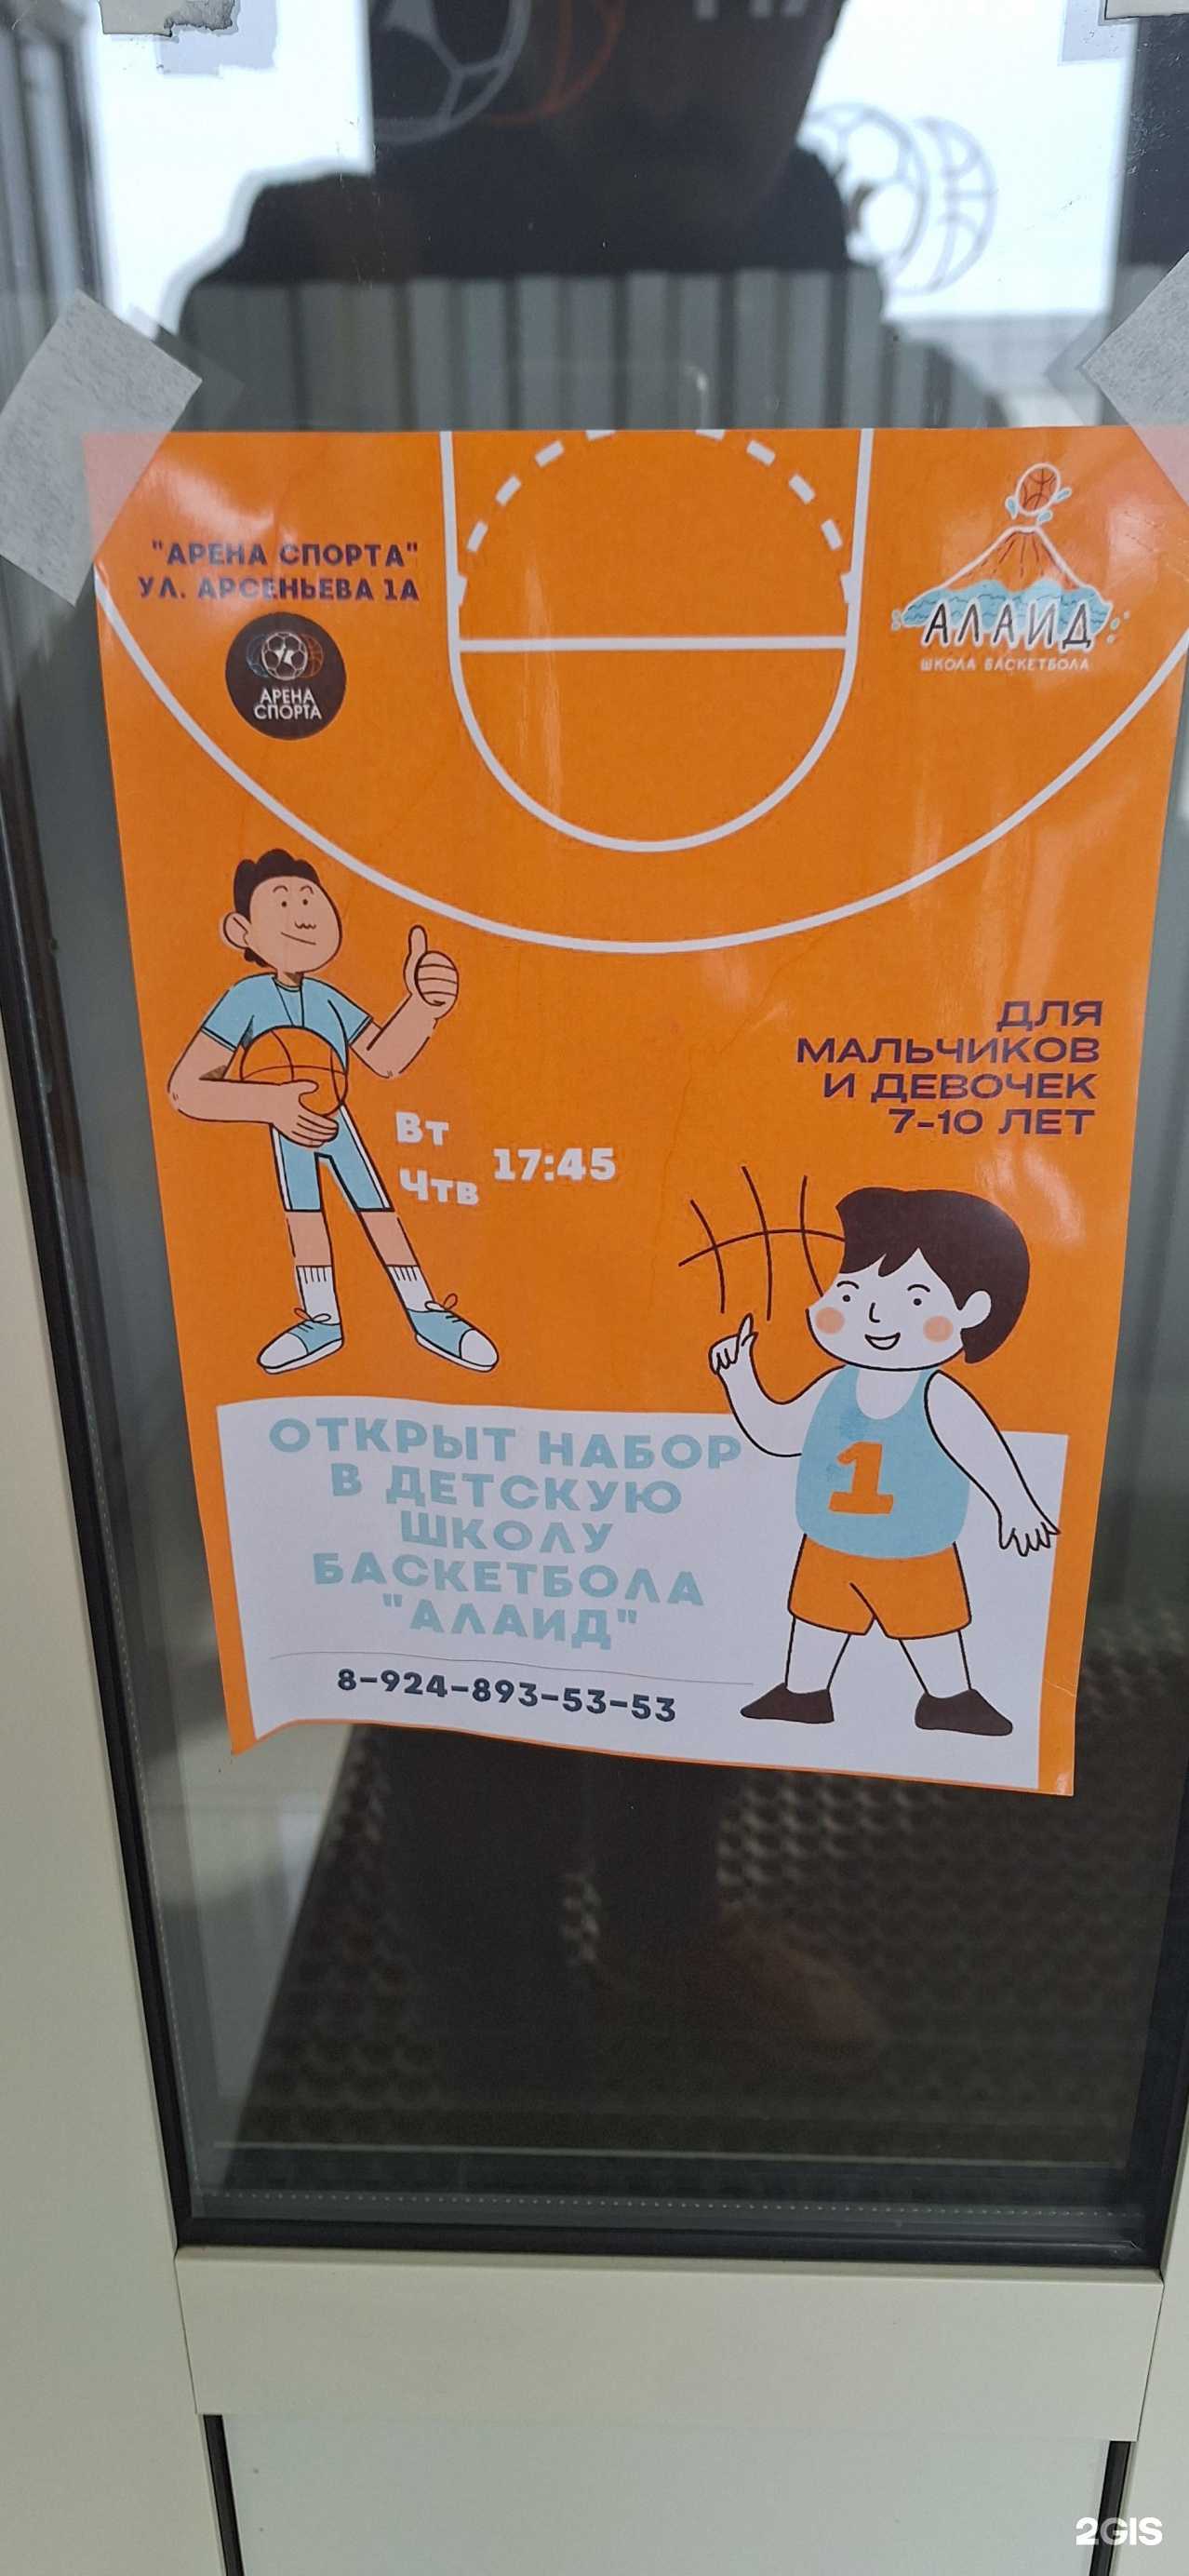 "АРЕНА СПОРТА"
УЛ. АРСЕНЬЕВА 1А
АРЕНА
СПОРТА
АЛАИД
ШКОЛА БАСКЕТБОЛА
ДЛЯ
МАЛЬЧИКОВ
И ДЕВОЧЕК
7-10 ЛЕТ
Вт
Чтв
17:45
1
ОТКРЫТ НАБОР
В ДЕТСКУЮ
ШКОЛУ
БАСКЕТБОЛА
"АЛАИД"
8-924-893-53-53
2GIS